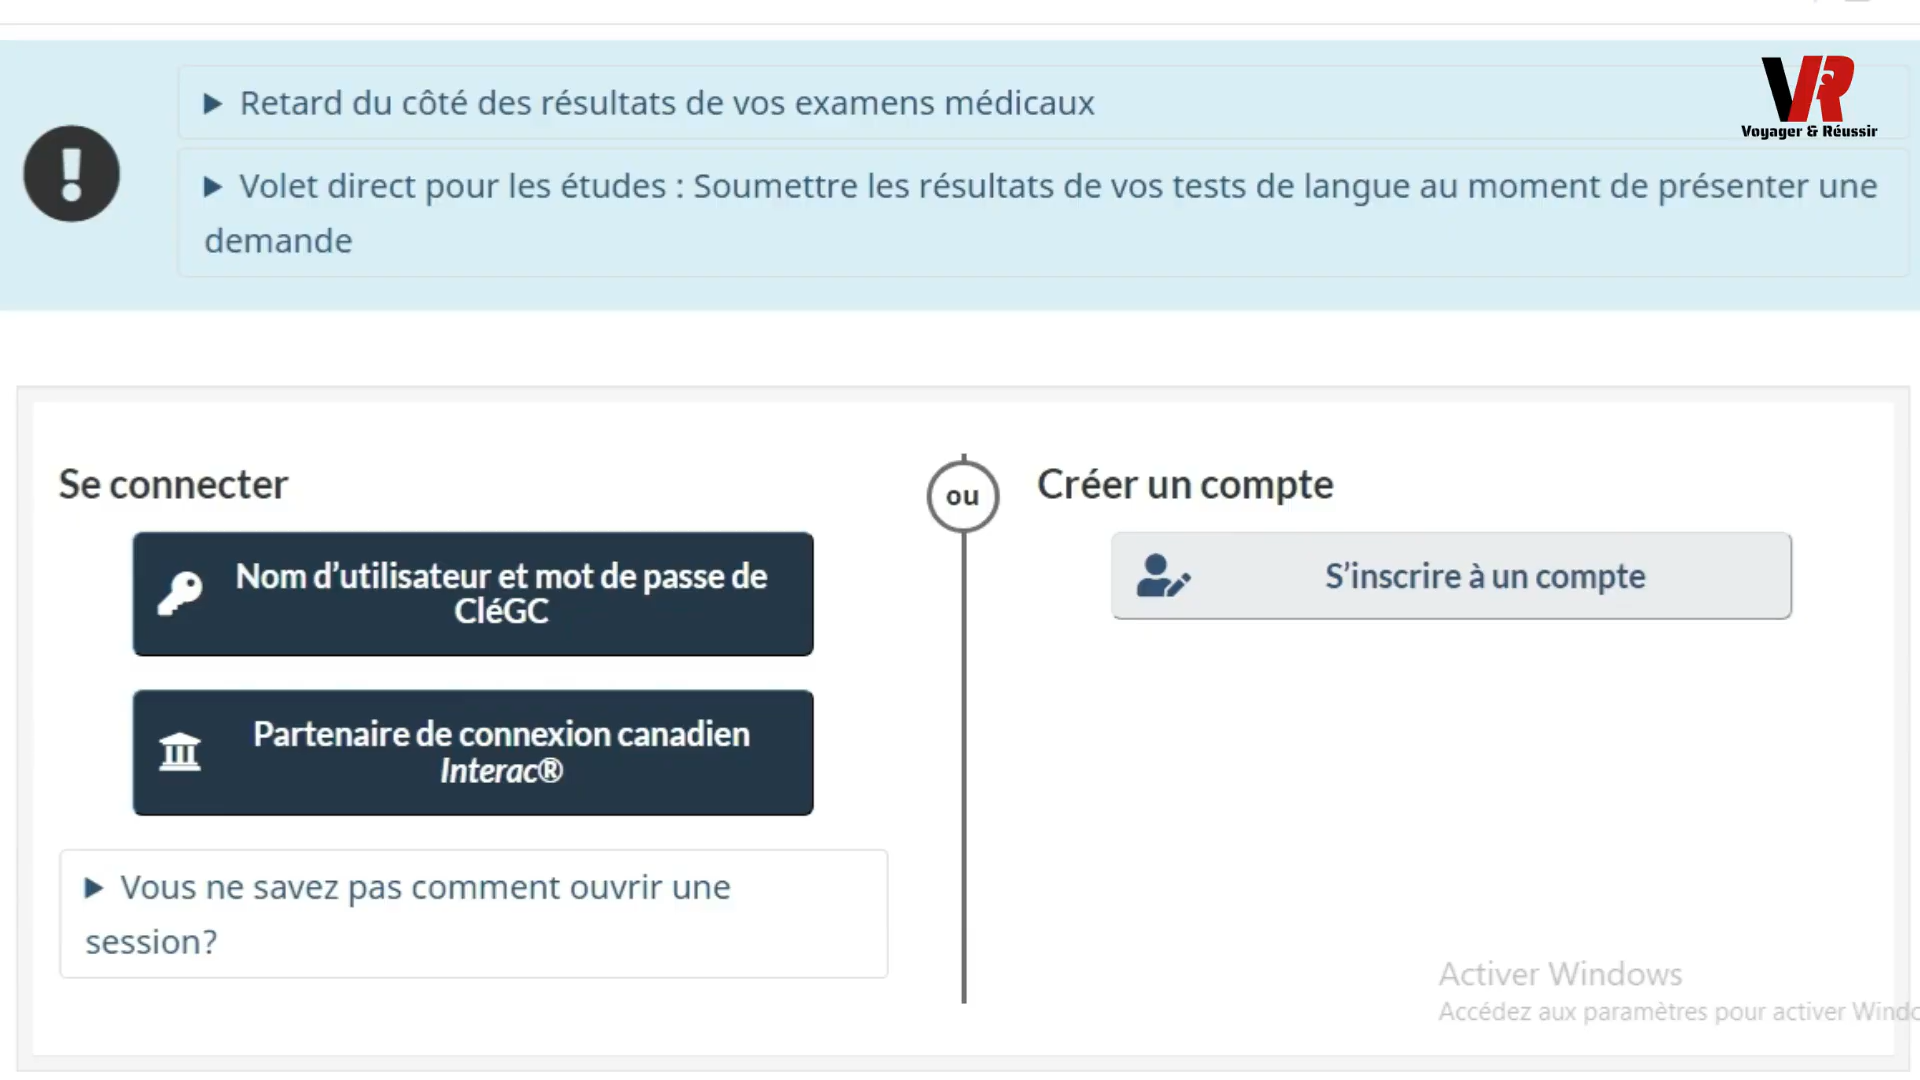 Retard du côté des résultats de vos examens médicaux
VR
Voyager & Réussir
Volet direct pour les études : Soumettre les résultats de vos tests de langue au moment de présenter une
demande
Se connecter
ou
Créer un compte
Nom d’utilisateur et mot de passe de
CléGC
S’inscrire à un compte
Partenaire de connexion canadien
Interac®
Vous ne savez pas comment ouvrir une
session?
Activer Windows
Accédez aux paramètres pour activer Windo